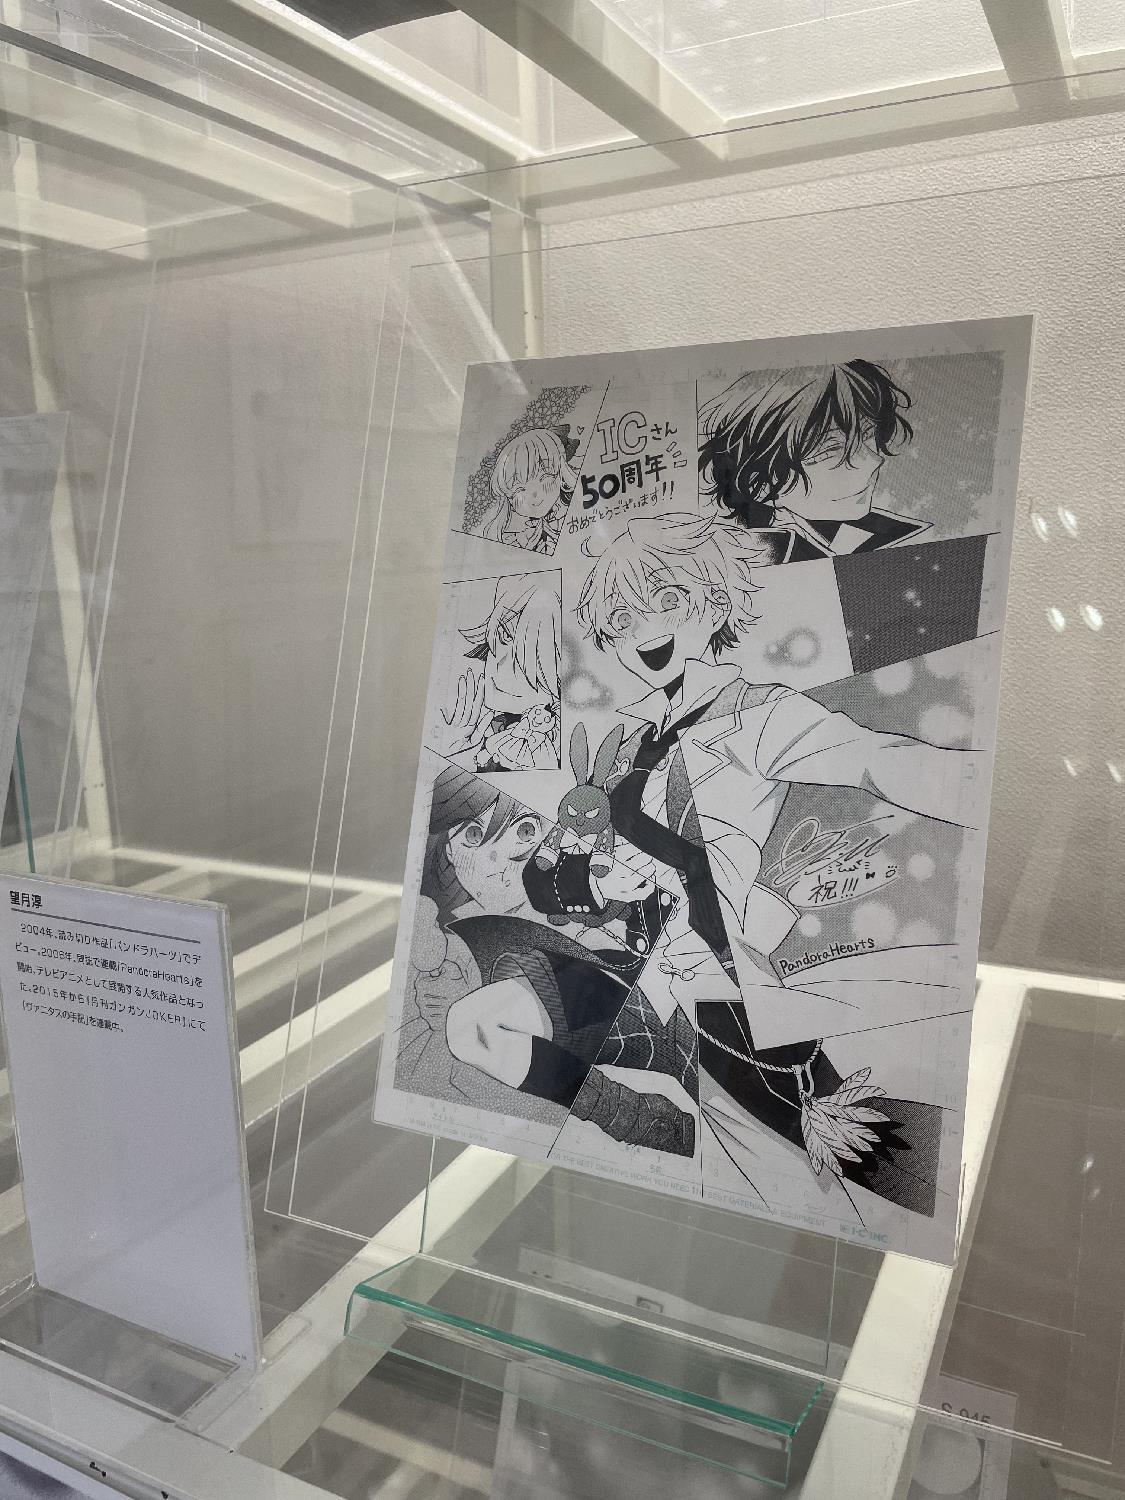 望月淳
2004年、読み切り作品「パンドラハーツ」でデ
ビュー。2006年、同誌で連載「PandoraHearts」を
開始。テレビアニメとして展開する人気作品となっ
た。2015年から「月刊ガンガンJOKER」にて
「ヴァニタスの手記」を連載中。
ICさん
50周年
おめでとうございます!!
祝!!!
PandoraHearts
IC INC.